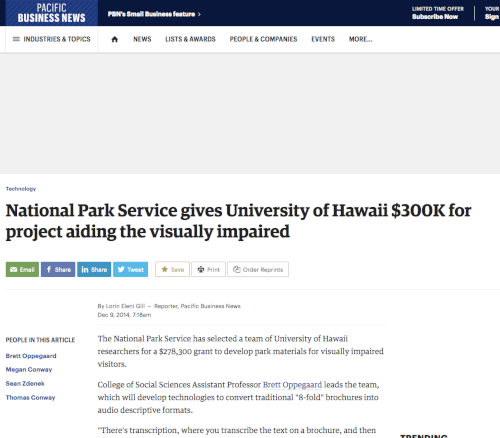 PACIFIC
BUSINESS NEWS
PBN's Small Business feature >
LIMITED TIME OFFER
Subscribe Now
YOUR
Sign
INDUSTRIES & TOPICS
NEWS
LISTS & AWARDS
PEOPLE & COMPANIES
EVENTS
MORE...
Technology
National Park Service gives University of Hawaii $300K for
project aiding the visually impaired
Email
Share
Share
Tweet
Save
Print
Order Reprints
By Lorin Eleni Gill – Reporter, Pacific Business News
Dec 9, 2014, 7:18am
PEOPLE IN THIS ARTICLE
Brett Oppegaard
Megan Conway
Sean Zdenek
Thomas Conway
The National Park Service has selected a team of University of Hawaii
researchers for a $278,300 grant to develop park materials for visually impaired
visitors.
College of Social Sciences Assistant Professor Brett Oppegaard leads the team,
which will develop technologies to convert traditional "8-fold" brochures into
audio descriptive formats.
"There's transcription, where you transcribe the text on a brochure, and then
TRENDING